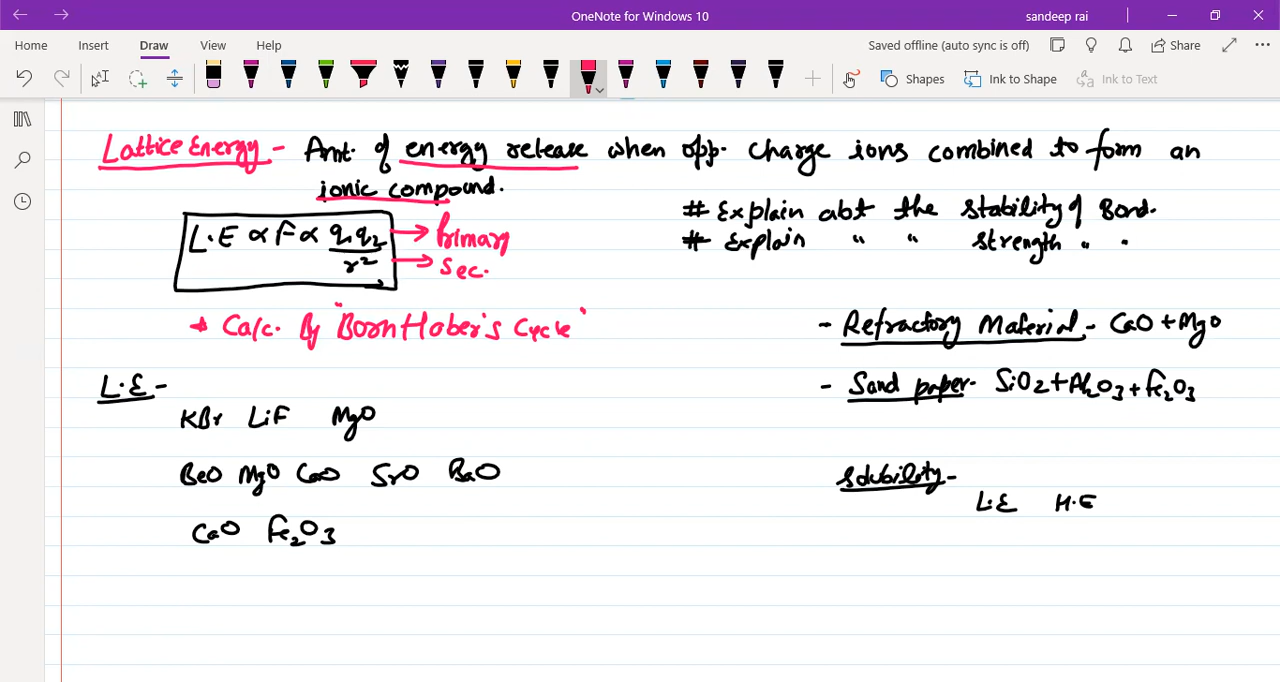 OneNote for Windows 10
sandeep rai
Home Insert Draw View Help
Saved offline (auto sync is off) Share
Shapes Ink to Shape Ink to Text
Lattice Energy - Amt. of energy release when opp. charge ions combined to form an
ionic compound.
L.E ∝ F ∝ q1q2/r² → Primary
→ Sec.
# Explain abt the stability of Bond.
# Explain " " strength " "
* Calc. By "Born Haber's Cycle"
- Refractory Material - CaO + MgO
- Sand paper - SiO2 + Al2O3 + Fe2O3
L.E -
KBr LiF MgO
BeO MgO CaO SrO BaO
CaO Fe2O3
Solubility -
L.E H.E